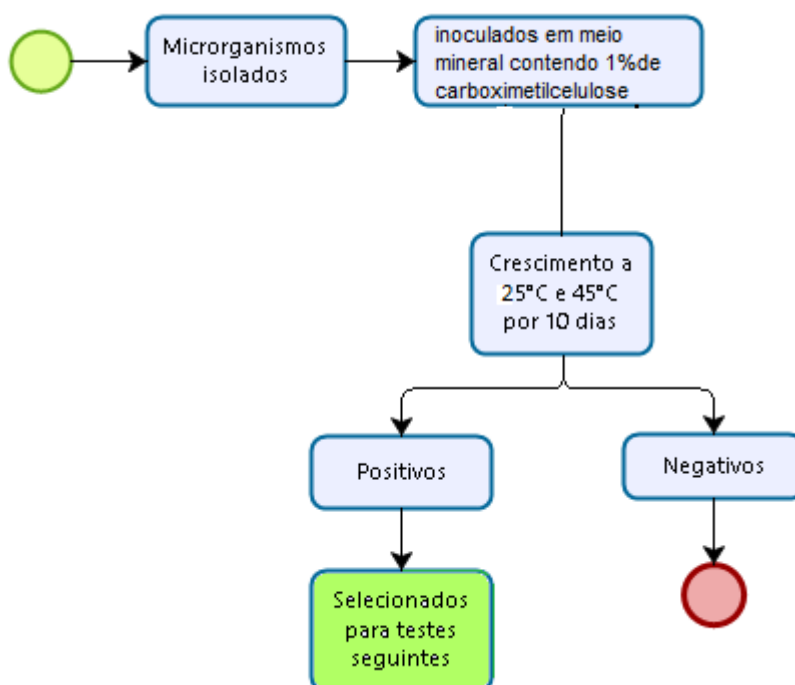 Microrganismos
isolados
inoculados em meio
mineral contendo 1%de
carboximetilcelulose
Crescimento a
25°C e 45°C
por 10 dias
Positivos
Negativos
Selecionados
para testes
seguintes